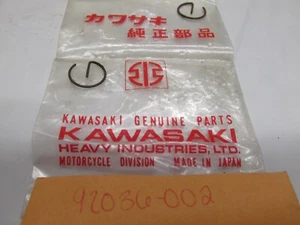 カワサキ
純正部品
KAWASAKI GENUINE PARTS
KAWASAKI
HEAVY INDUSTRIES, LTD.
MOTORCYCLE DIVISION MADE IN JAPAN
92036-002